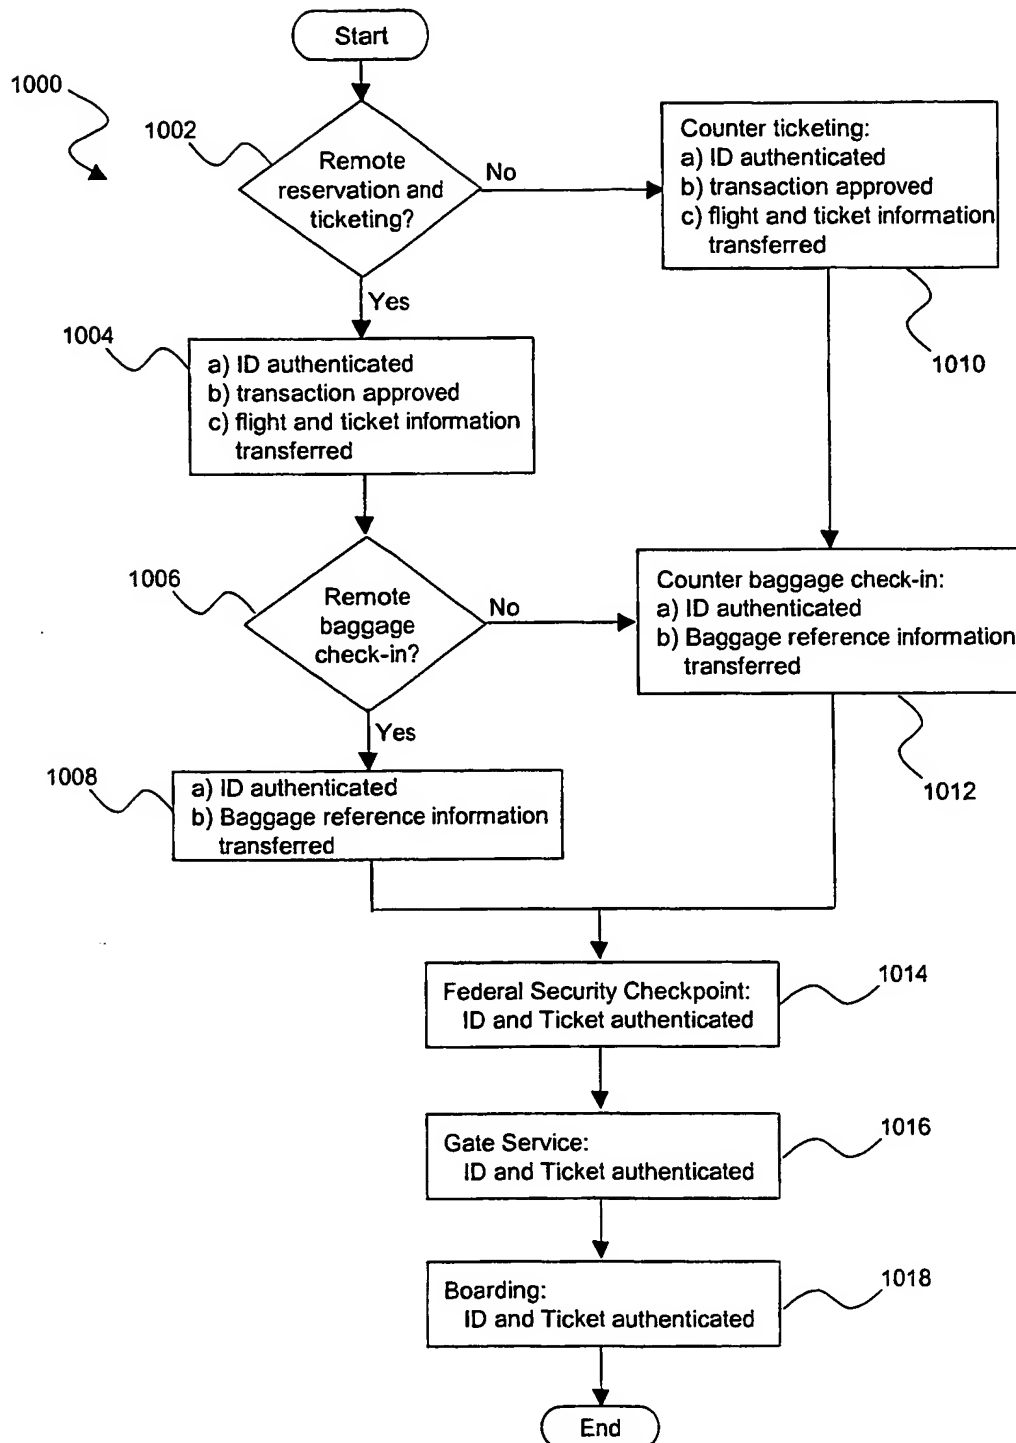 Start
1000
1002
Remote
reservation and
ticketing?
No
Counter ticketing:
a) ID authenticated
b) transaction approved
c) flight and ticket information
transferred
1010
Yes
1004
a) ID authenticated
b) transaction approved
c) flight and ticket information
transferred
1006
Remote
baggage
check-in?
No
Counter baggage check-in:
a) ID authenticated
b) Baggage reference information
transferred
1012
Yes
1008
a) ID authenticated
b) Baggage reference information
transferred
Federal Security Checkpoint:
ID and Ticket authenticated
1014
Gate Service:
ID and Ticket authenticated
1016
Boarding:
ID and Ticket authenticated
1018
End